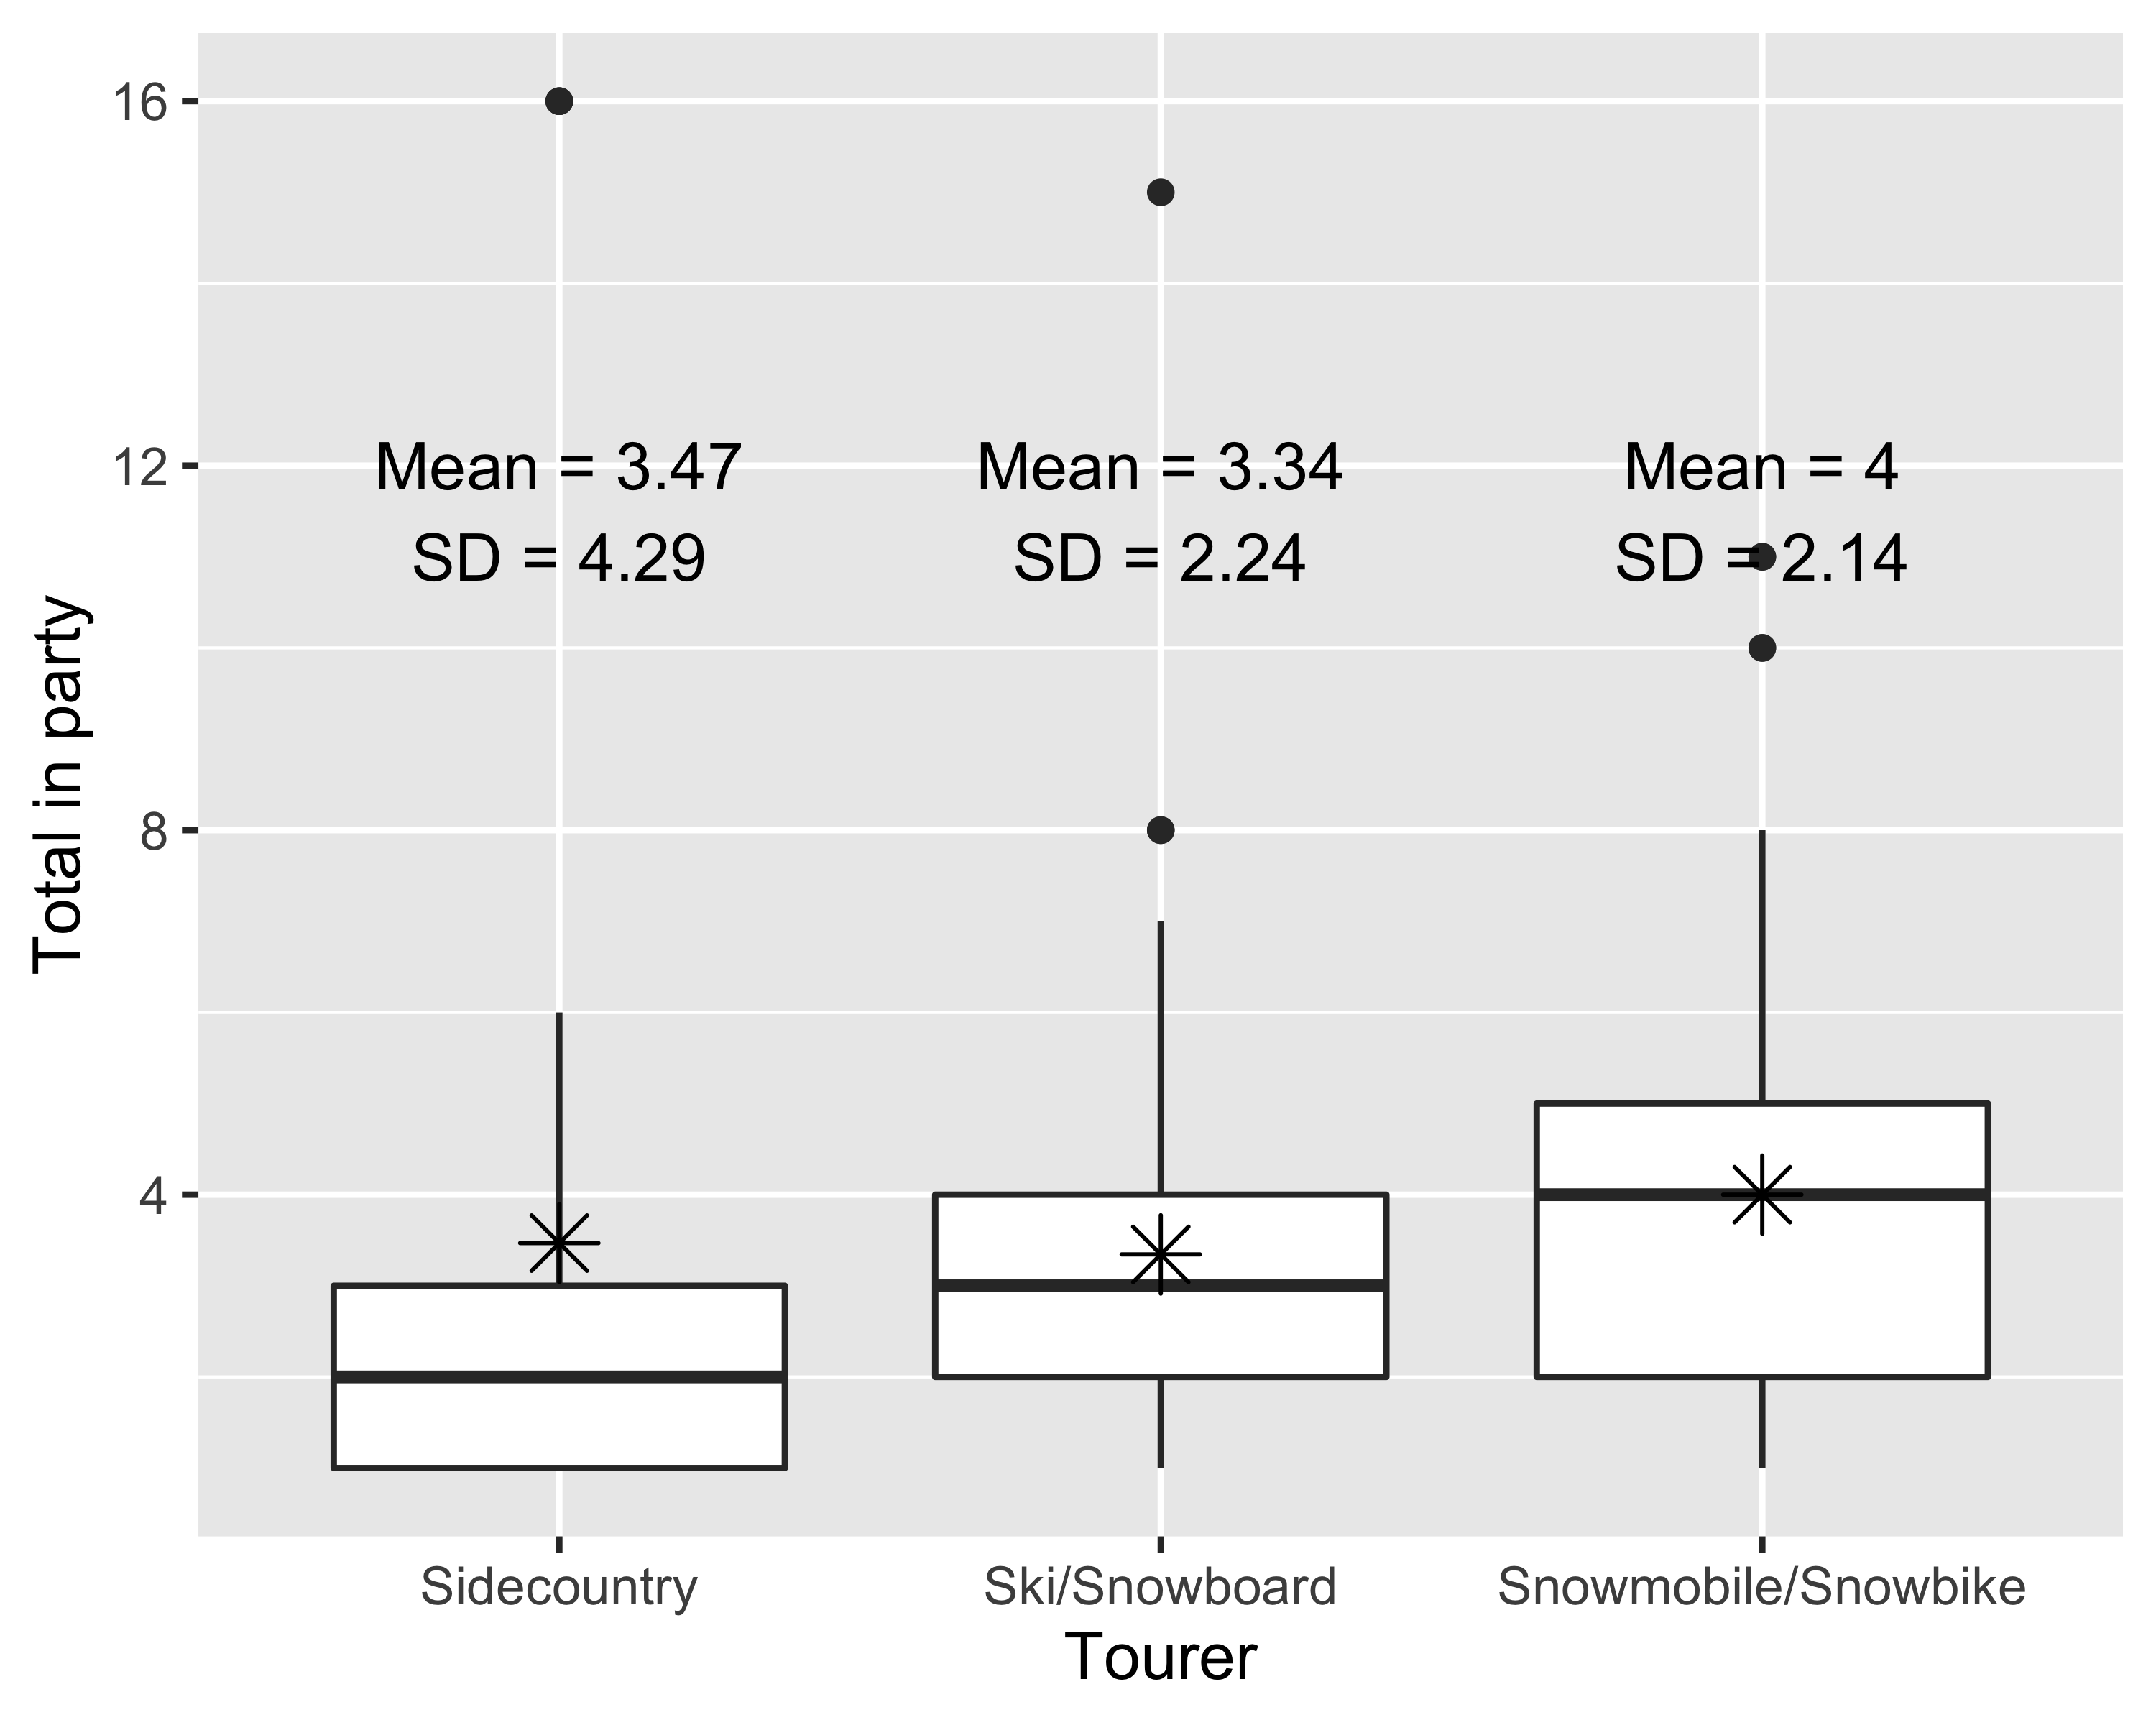 16
12
8
4
Total in party
Mean = 3.47
SD = 4.29
Mean = 3.34
SD = 2.24
Mean = 4
SD = 2.14
Sidecountry
Ski/Snowboard
Snowmobile/Snowbike
Tourer